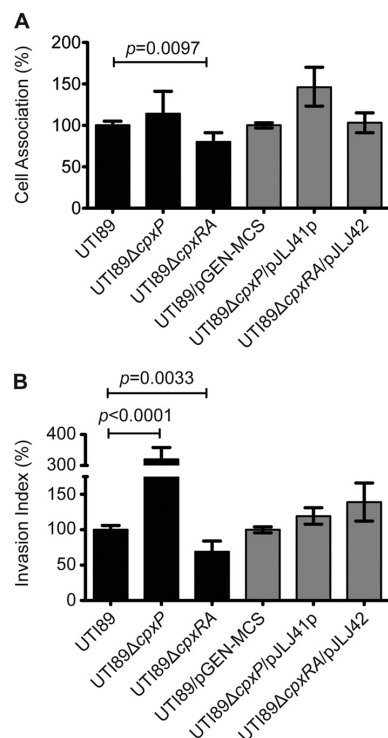 A
Cell Association (%)
200
150
100
50
0
p=0.0097
UTI89
UTI89ΔcpxP
UTI89ΔcpxRA
UTI89/pGEN-MCS
UTI89ΔcpxP/pJLJ41p
UTI89ΔcpxRA/pJLJ42
B
Invasion Index (%)
400
300
150
100
50
0
p=0.0033
p<0.0001
UTI89
UTI89ΔcpxP
UTI89ΔcpxRA
UTI89/pGEN-MCS
UTI89ΔcpxP/pJLJ41p
UTI89ΔcpxRA/pJLJ42